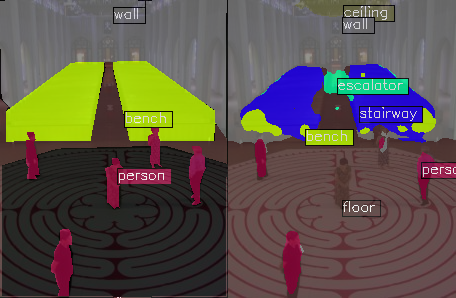 wall
bench
person
ceiling
wall
escalator
stairway
bench
perso
floor